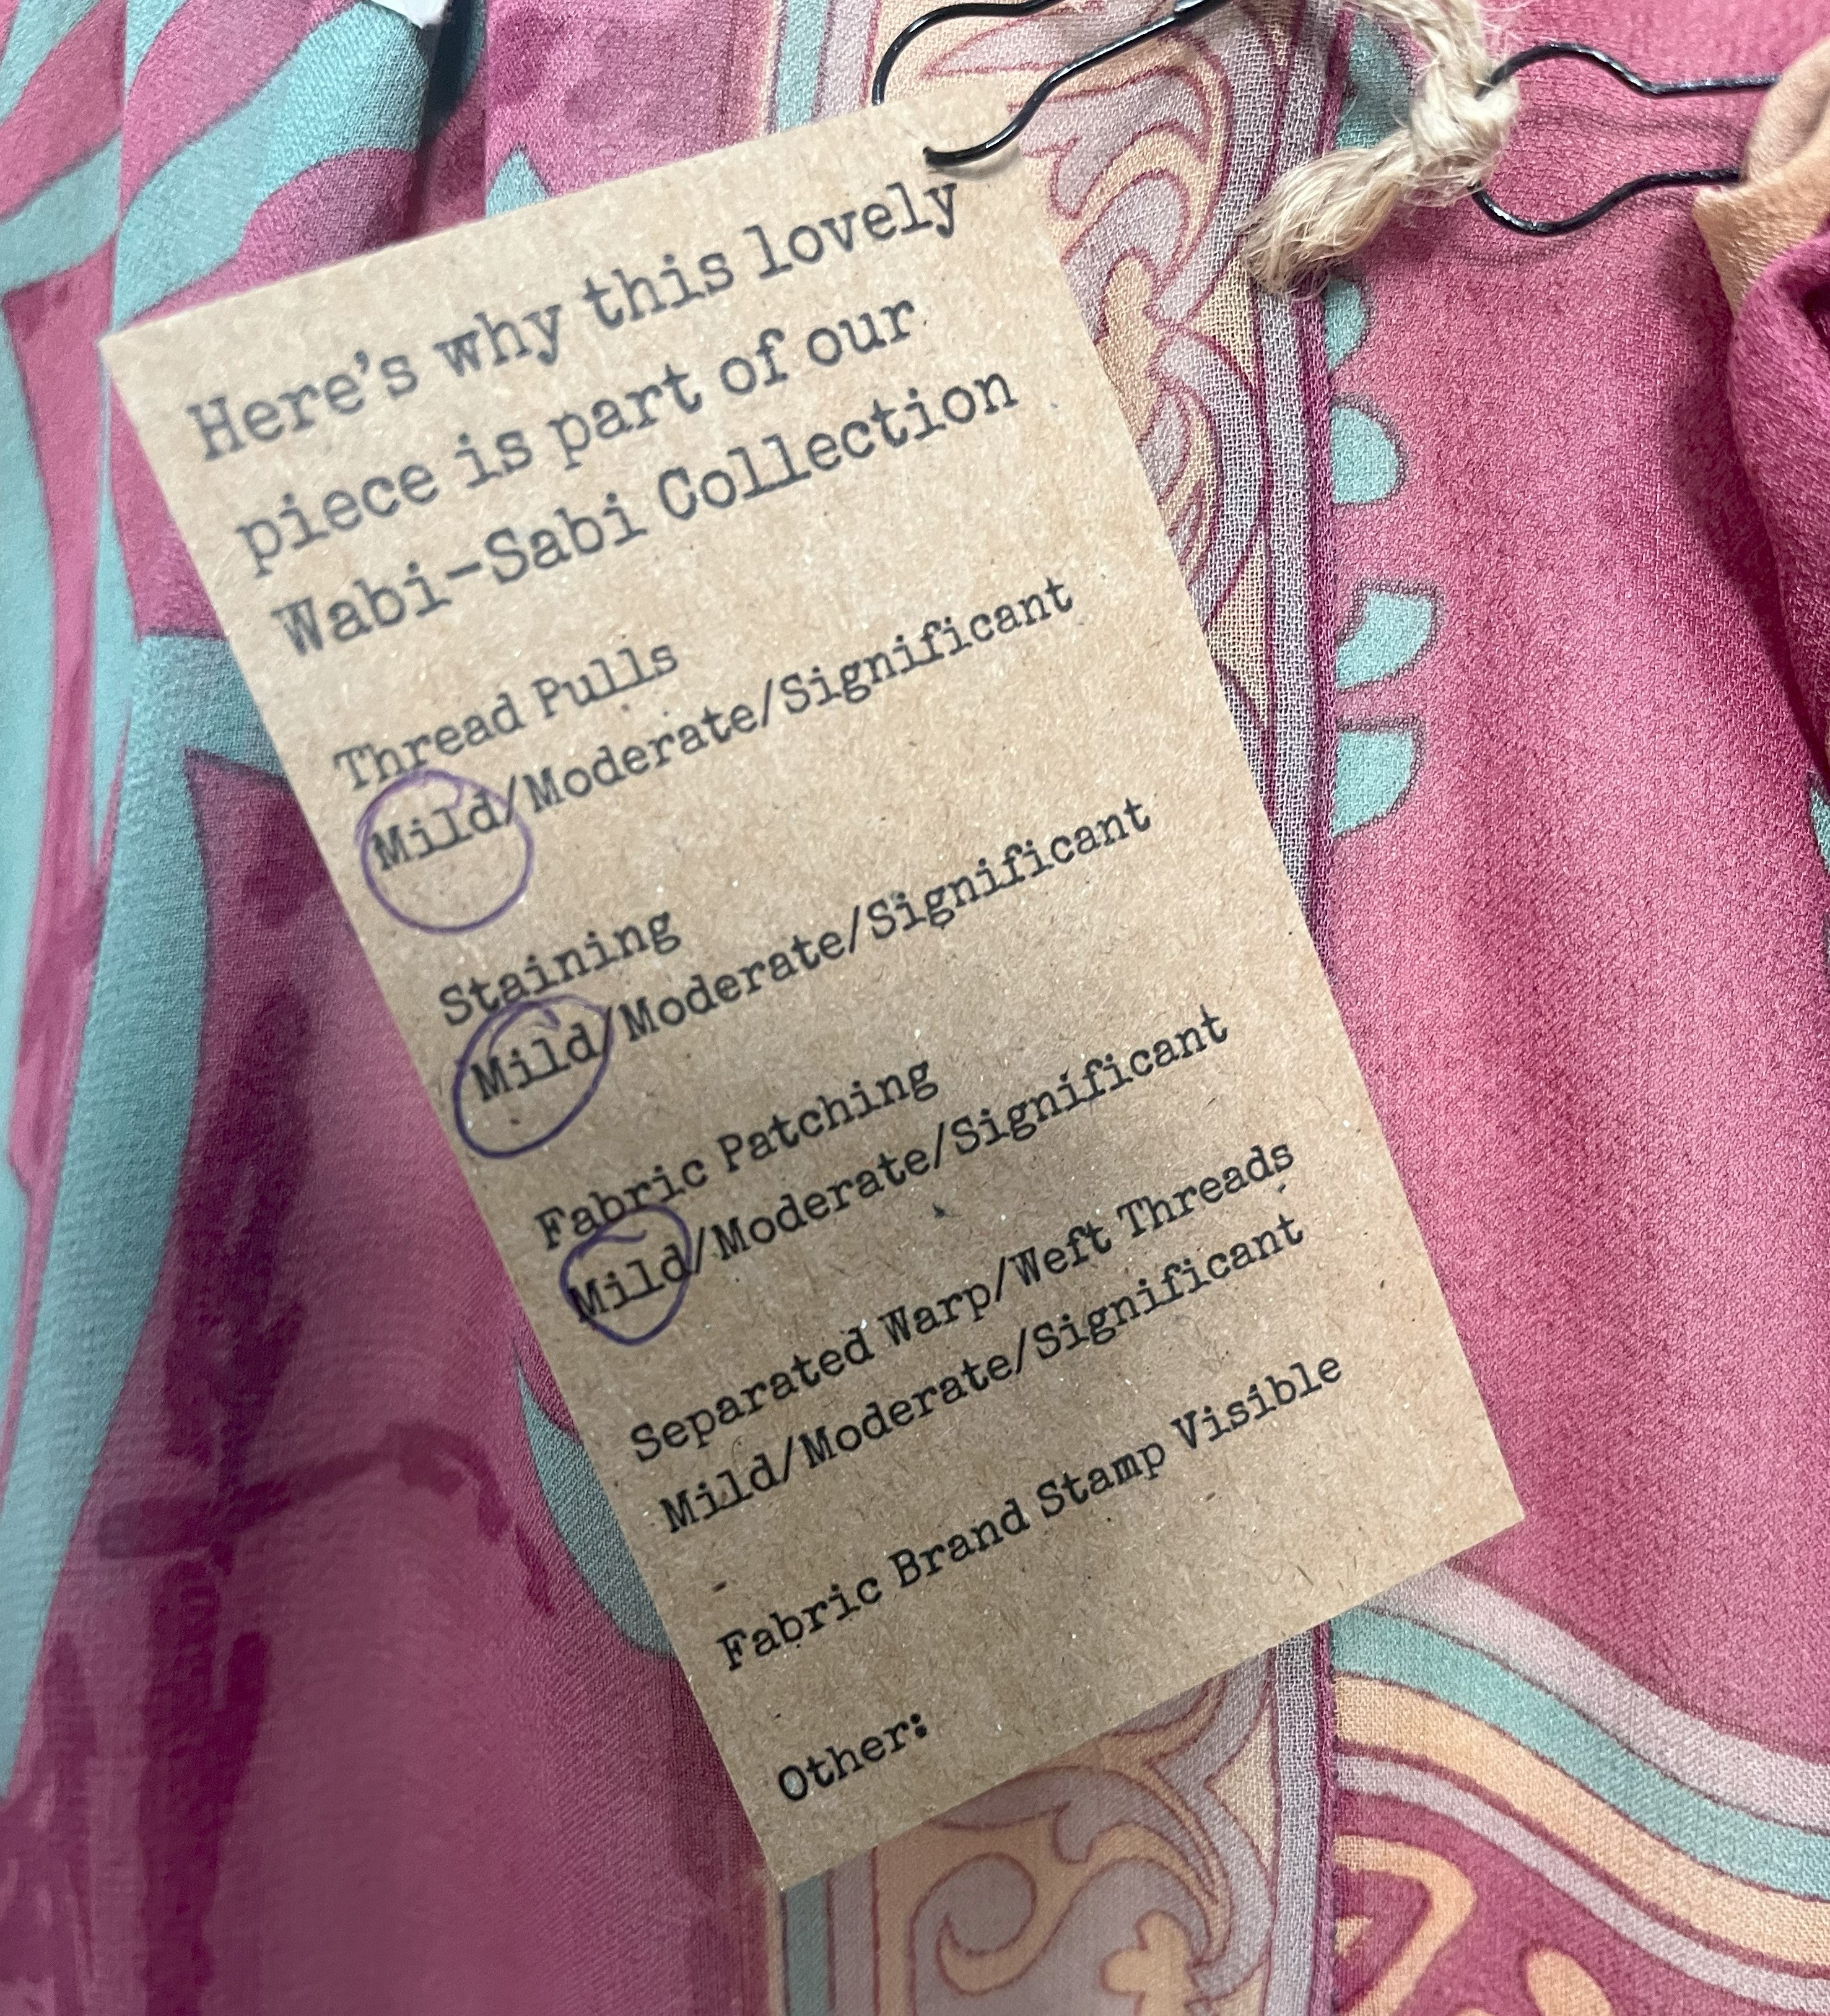 Here's why this lovely
piece is part of our
Wabi-Sabi Collection
Thread Pulls
Mild/Moderate/Significant
Staining
Mild/Moderate/Significant
Fabric Patching
Mild/Moderate/Significant
Separated Warp/Weft Threads
Mild/Moderate/Significant
Fabric Brand Stamp Visible
Other: